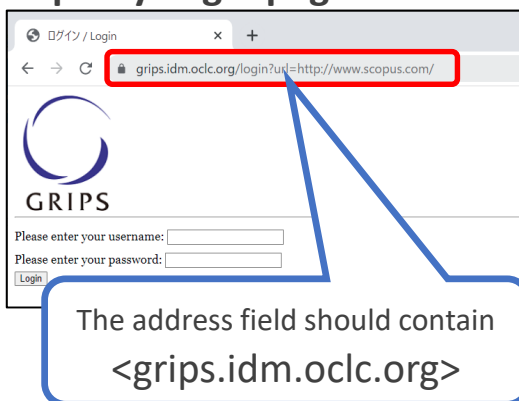 ログイン / Login
grips.idm.oclc.org/login?url=http://www.scopus.com/
GRIPS
Please enter your username:
Please enter your password:
Login
The address field should contain
<grips.idm.oclc.org>